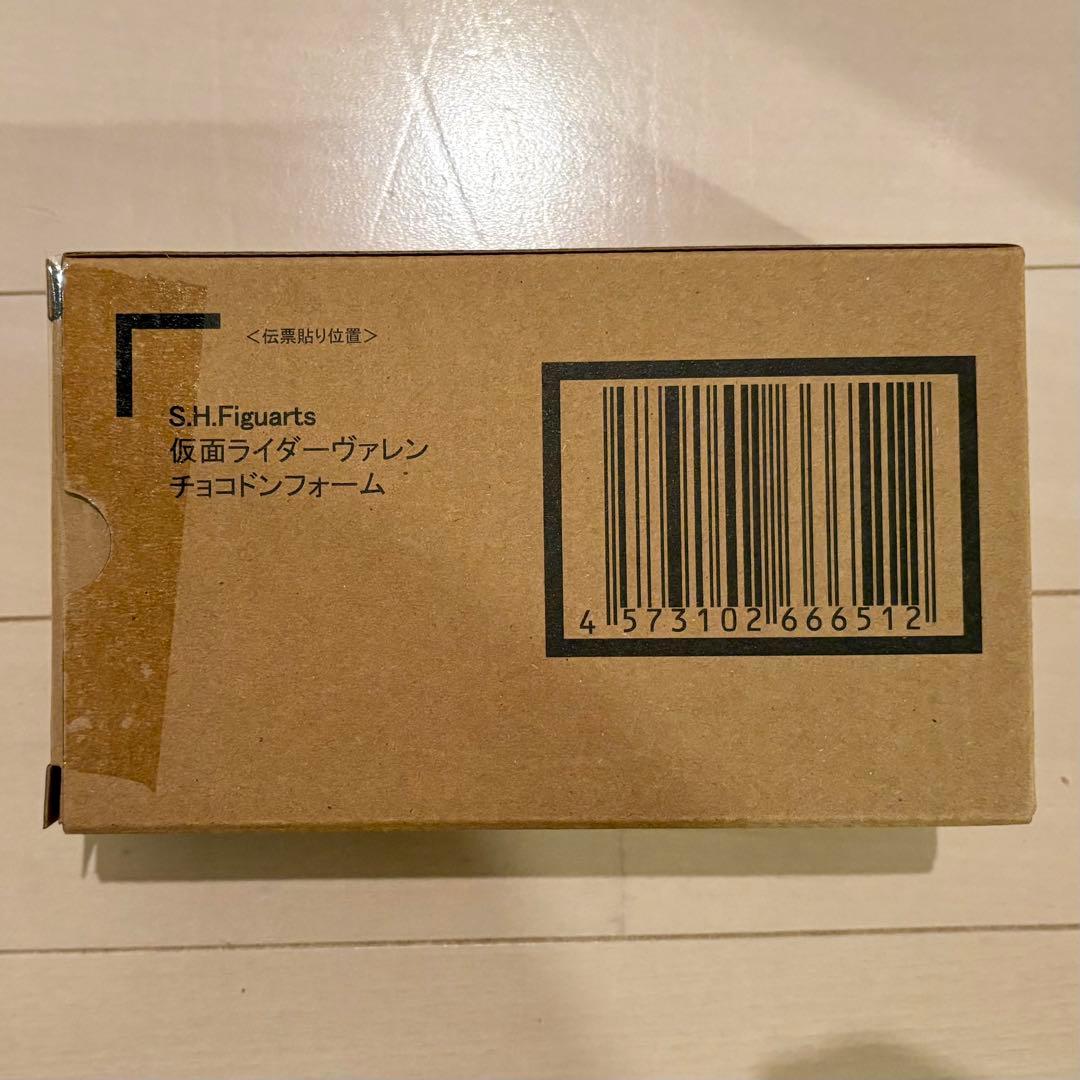 ＜伝票貼り位置＞
S.H.Figuarts
仮面ライダーヴァレン
チョコドンフォーム
4 573102 666512